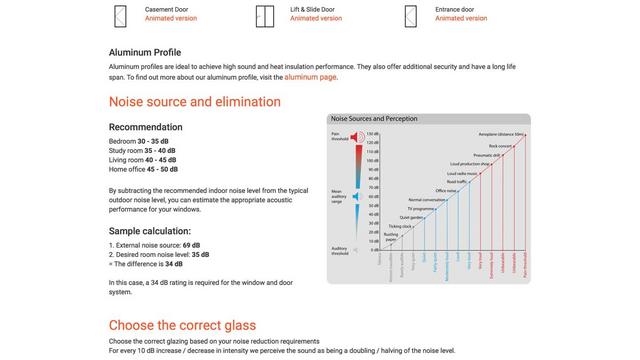 Casement Door
Animated version
Lift & Slide Door
Animated version
Entrance door
Animated version
Aluminum Profile
Aluminum profiles are ideal to achieve high sound and heat insulation performance. They also offer additional security and have a long life
span. To find out more about our aluminum profile, visit the aluminum page.
Noise source and elimination
Recommendation
Bedroom 30 - 35 dB
Study room 35 - 40 dB
Living room 40 - 45 dB
Home office 45 - 50 dB
By subtracting the recommended indoor noise level from the typical
outdoor noise level, you can estimate the appropriate acoustic
performance for your windows.
Sample calculation:
1. External noise source: 69 dB
2. Desired room noise level: 35 dB
= The difference is 34 dB
In this case, a 34 dB rating is required for the window and door
system.
Noise Sources and Perception
Pain
threshold
Mean
auditory
range
Auditory
threshold
130 dB
120 dB
110 dB
100 dB
90 dB
80 dB
70 dB
60 dB
50 dB
40 dB
30 dB
20 dB
10 dB
0 dB
Aeroplane (distance 50m)
Rock concert
Pneumatic drill
Loud production shop
Loud radio music
Road traffic
Office noise
Normal conversation
TV programme
Quiet garden
Ticking clock
Rustling
paper
Quiet
Fairly quiet
Moderately loud
Loud
Very loud
Very loud
Extremely loud
Unbearable
Unbearable
Pain threshold
Choose the correct glass
Choose the correct glazing based on your noise reduction requirements
For every 10 dB increase / decrease in intensity we perceive the sound as being a doubling / halving of the noise level.